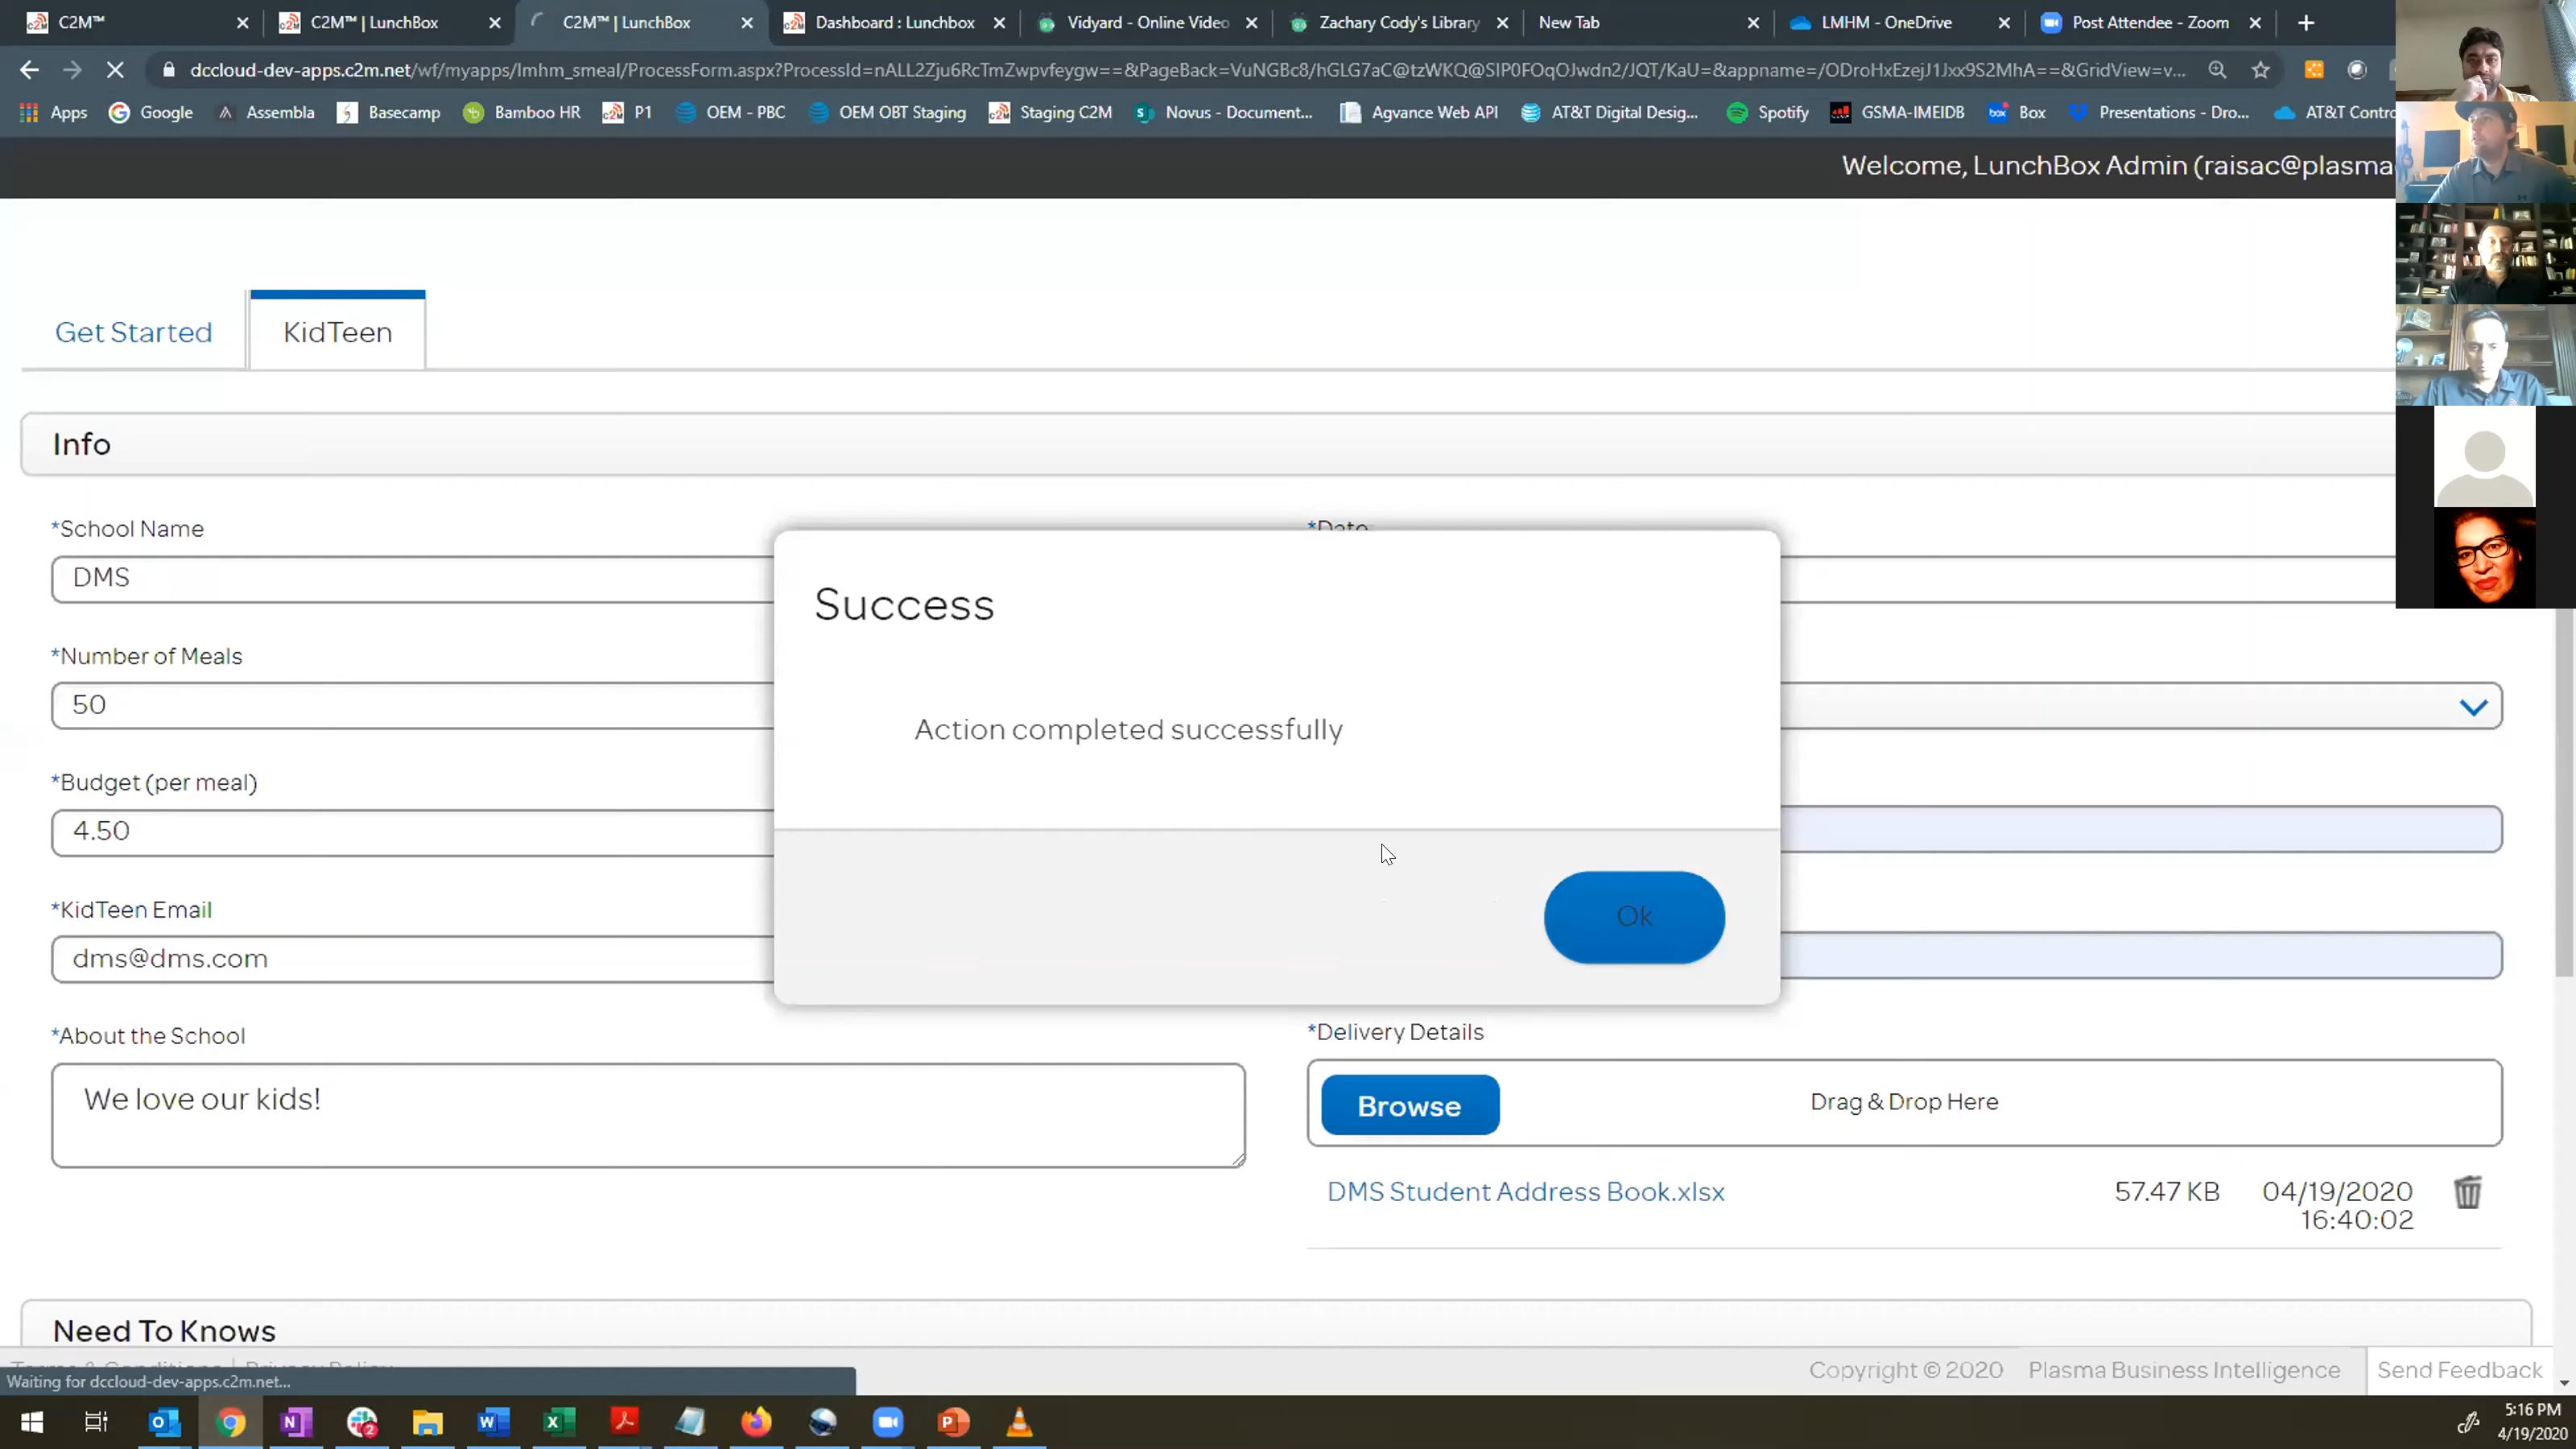 C2M™
C2M™ | LunchBox
C2M™ | LunchBox
Dashboard : Lunchbox
Vidyard - Online Video
Zachary Cody's Library
New Tab
LMHM - OneDrive
Post Attendee - Zoom
dccloud-dev-apps.c2m.net/wf/myapps/lmhm_smeal/ProcessForm.aspx?ProcessId=nALL2Zju6RcTmZwpvfeygw==&PageBack=VuNGBc8/hGLG7aC@tzWKQ@SIP0FOqOJwdn2/JQT/KaU=&appname=/ODroHxEzejJ1Jxx9S2MhA==&GridView=v...
Apps
Google
Assembla
Basecamp
Bamboo HR
P1
OEM - PBC
OEM OBT Staging
Staging C2M
Novus - Document...
Agvance Web API
AT&T Digital Desig...
Spotify
GSMA-IMEIDB
Box
Presentations - Dro...
AT&T Contro
Welcome, LunchBox Admin (raisac@plasma
Get Started
KidTeen
Info
*School Name
*Date
DMS
*Number of Meals
50
*Budget (per meal)
4.50
*KidTeen Email
dms@dms.com
Success
Action completed successfully
Ok
*About the School
We love our kids!
*Delivery Details
Browse
Drag & Drop Here
DMS Student Address Book.xlsx
57.47 KB
04/19/2020
16:40:02
Need To Knows
Terms & Conditions | Privacy Policy
Waiting for dccloud-dev-apps.c2m.net...
Copyright © 2020
Plasma Business Intelligence
Send Feedback
2
5:16 PM
4/19/2020